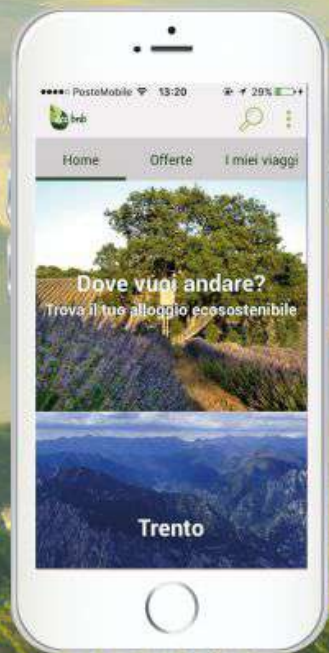 PosteMobile 13:20 29%
bnb
Home Offerte I miei viaggi
Dove vuoi andare?
Trova il tuo alloggio ecosostenibile
Trento